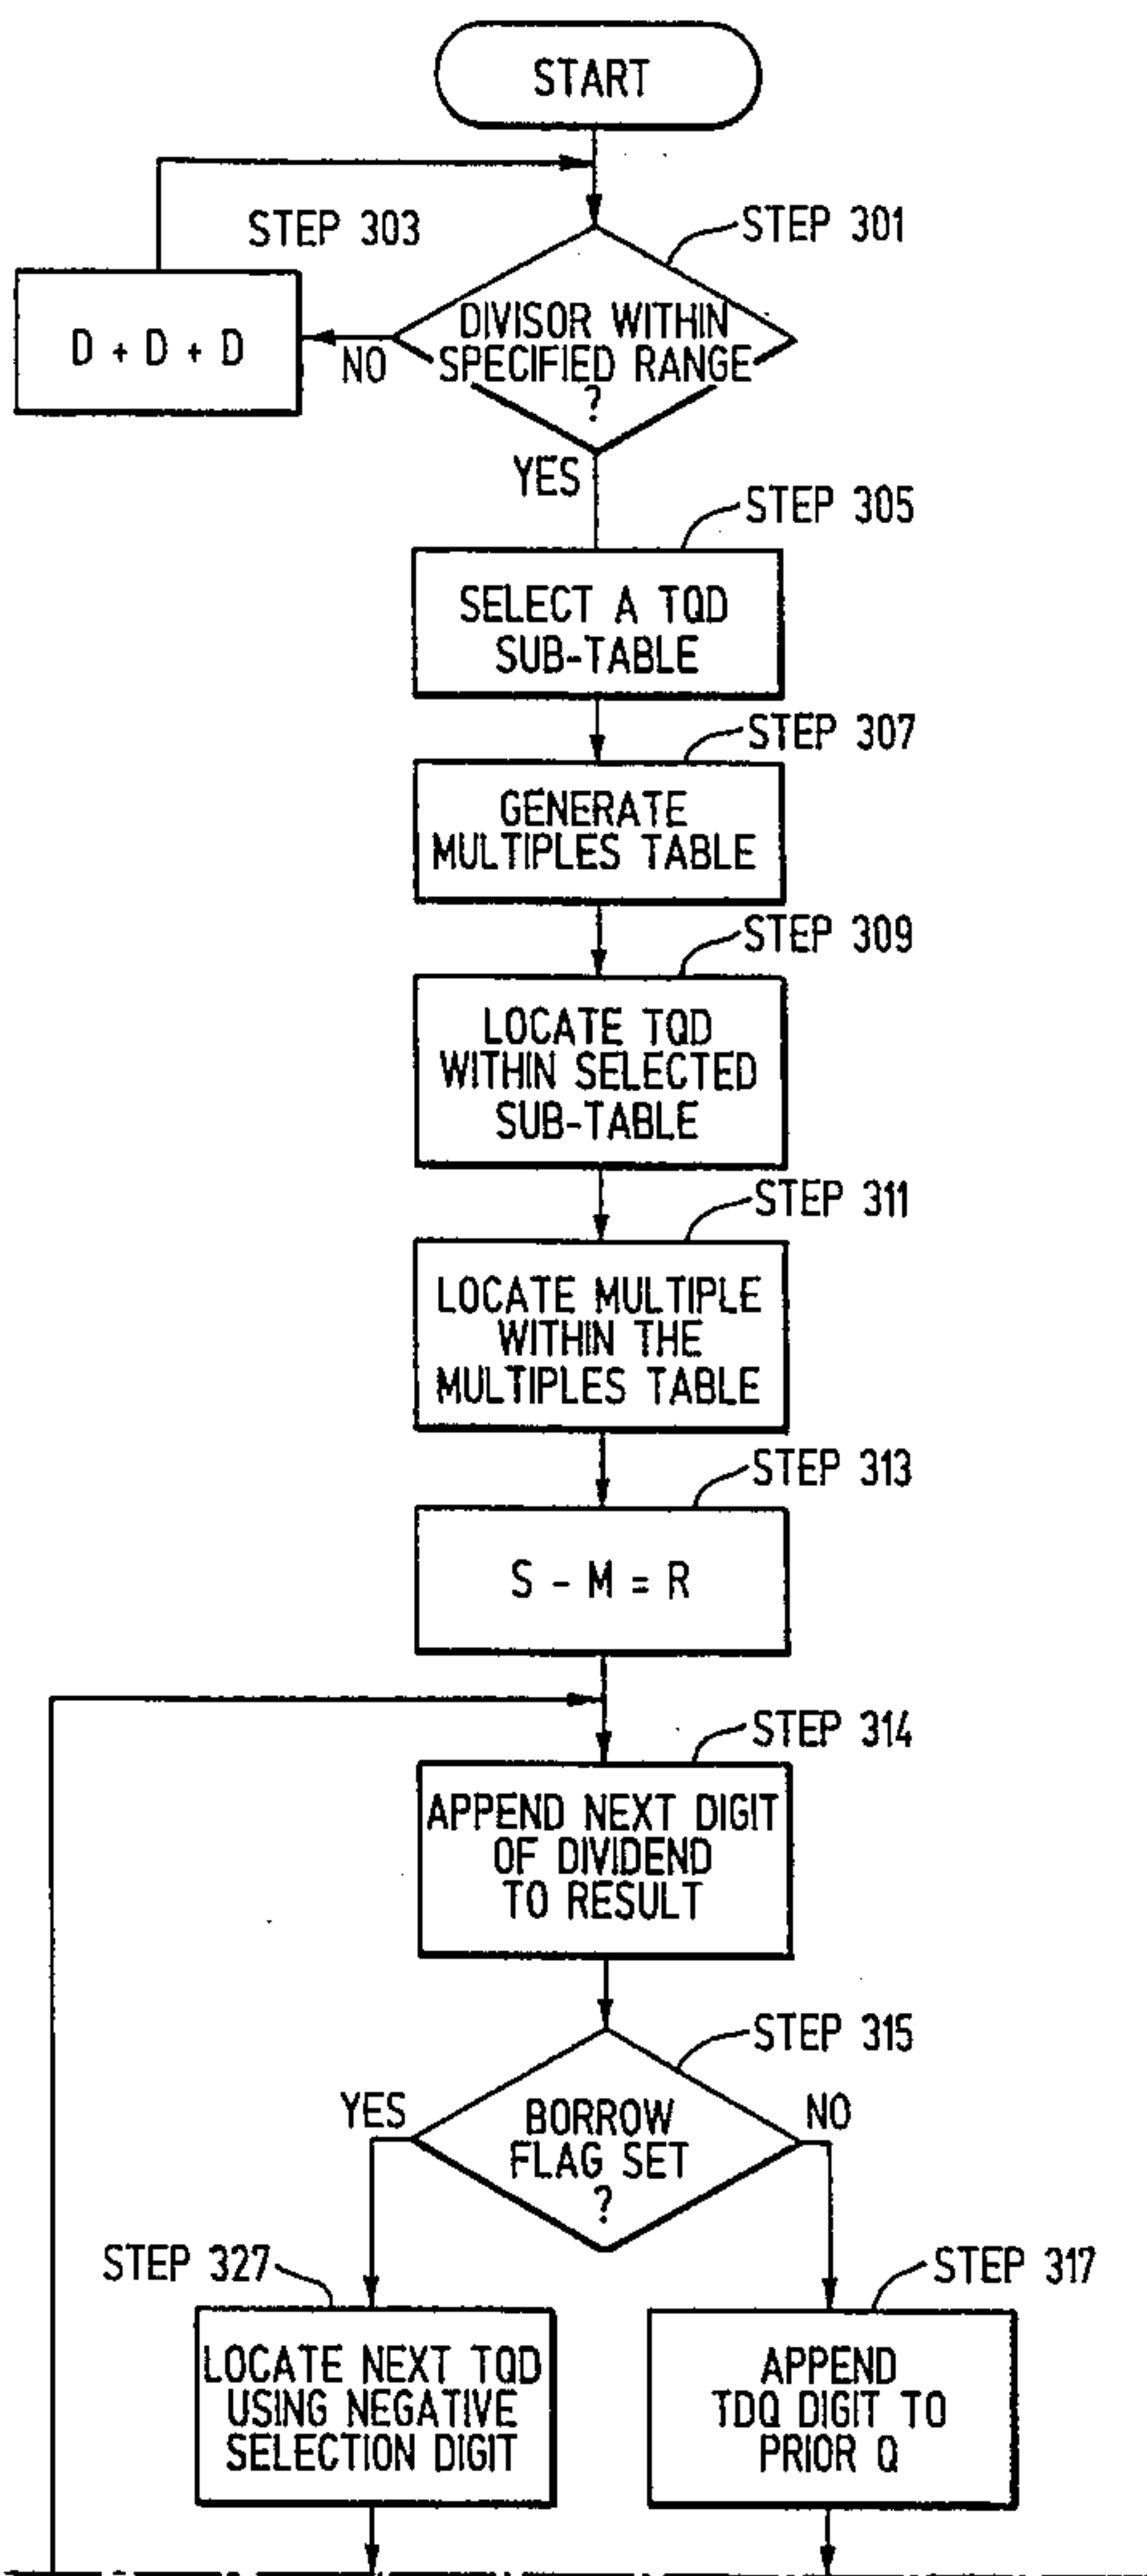 START
STEP 303
STEP 301
D + D + D
NO
DIVISOR WITHIN
SPECIFIED RANGE
?
YES
STEP 305
SELECT A TQD
SUB-TABLE
STEP 307
GENERATE
MULTIPLES TABLE
STEP 309
LOCATE TQD
WITHIN SELECTED
SUB-TABLE
STEP 311
LOCATE MULTIPLE
WITHIN THE
MULTIPLES TABLE
STEP 313
S - M = R
STEP 314
APPEND NEXT DIGIT
OF DIVIDEND
TO RESULT
STEP 315
YES
BORROW
FLAG SET
?
NO
STEP 327
STEP 317
LOCATE NEXT TQD
USING NEGATIVE
SELECTION DIGIT
APPEND
TDQ DIGIT TO
PRIOR Q